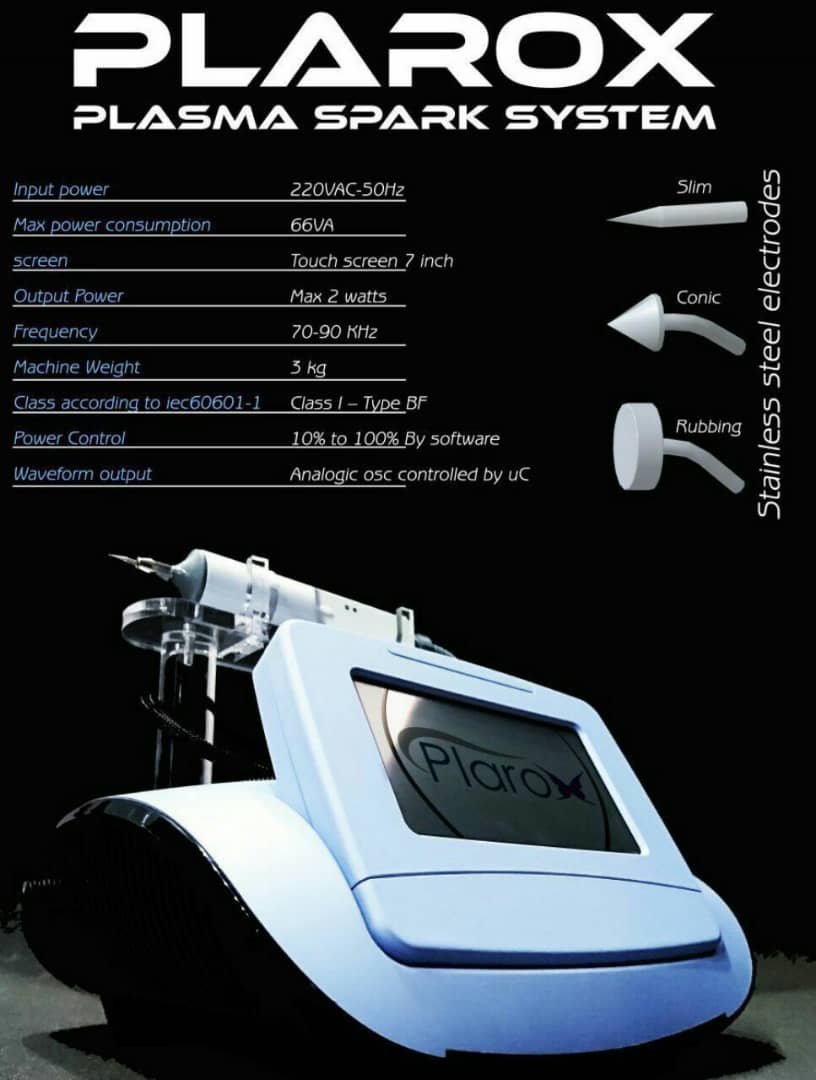 PLAROX
PLASMA SPARK SYSTEM
Input power 220VAC-50Hz
Max power consumption 66VA
screen Touch screen 7 inch
Output Power Max 2 watts
Frequency 70-90 KHz
Machine Weight 3 kg
Class according to iec60601-1 Class I – Type BF
Power Control 10% to 100% By software
Waveform output Analogic osc controlled by uC
Slim
Conic
Rubbing
Stainless steel electrodes
Plarox